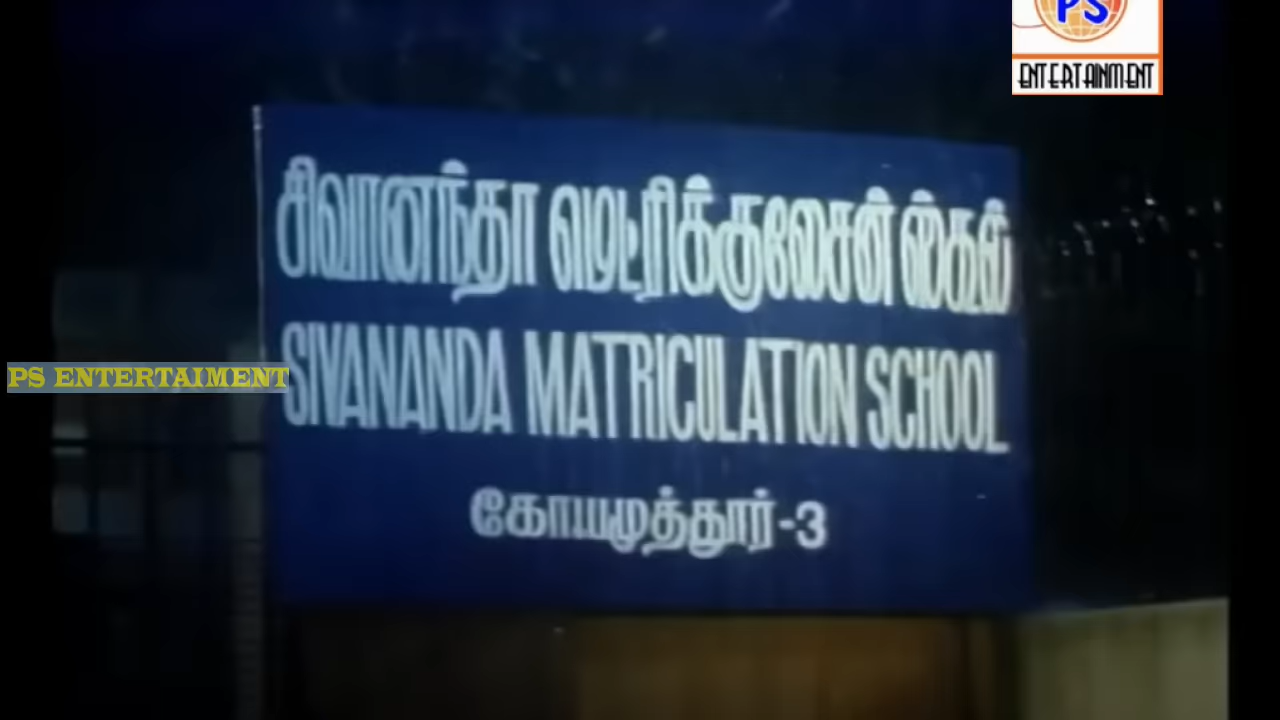 PS
ENTERTAINMENT
சிவானந்தா மெட்ரிக்குலேசன் ஸ்கூல்
SIVANANDA MATRICULATION SCHOOL
PS ENTERTAIMENT
கோயமுத்தூர்-3